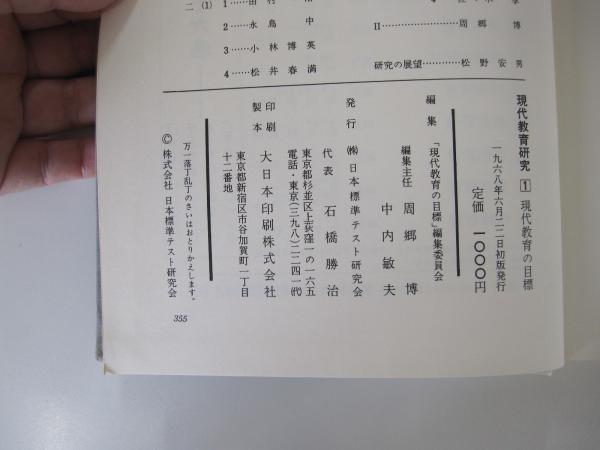 二 (1)
1……田村
2……永島 中
3……小林博英
4……松井春満
II……………周郷 博
研究の展望…………松野安男
現代教育研究 1 現代教育の目標
一九六八年六月二二日初版発行
定価 一〇〇〇円
編集 「現代教育の目標」編集委員会
編集主任 周郷 博
中内敏夫
発行 ㈱日本標準テスト研究会
代表 石橋勝治
東京都杉並区上荻窪一の一六五
電話・東京(三九八)二二四一(代)
印刷
製本 大日本印刷株式会社
東京都新宿区市谷加賀町一丁目
十二番地
万一落丁乱丁のさいはおとりかえします。
© 株式会社 日本標準テスト研究会
355